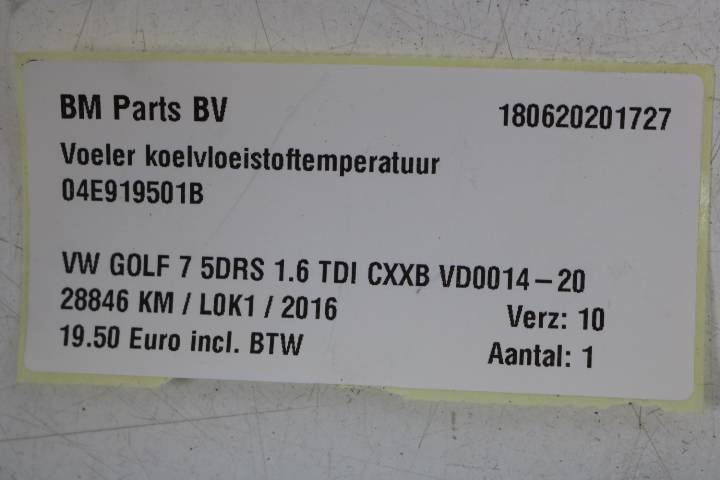 BM Parts BV 180620201727
Voeler koelvloeistoftemperatuur
04E919501B
VW GOLF 7 5DRS 1.6 TDI CXXB VD0014-20
28846 KM / L0K1 / 2016 Verz: 10
19.50 Euro incl. BTW Aantal: 1